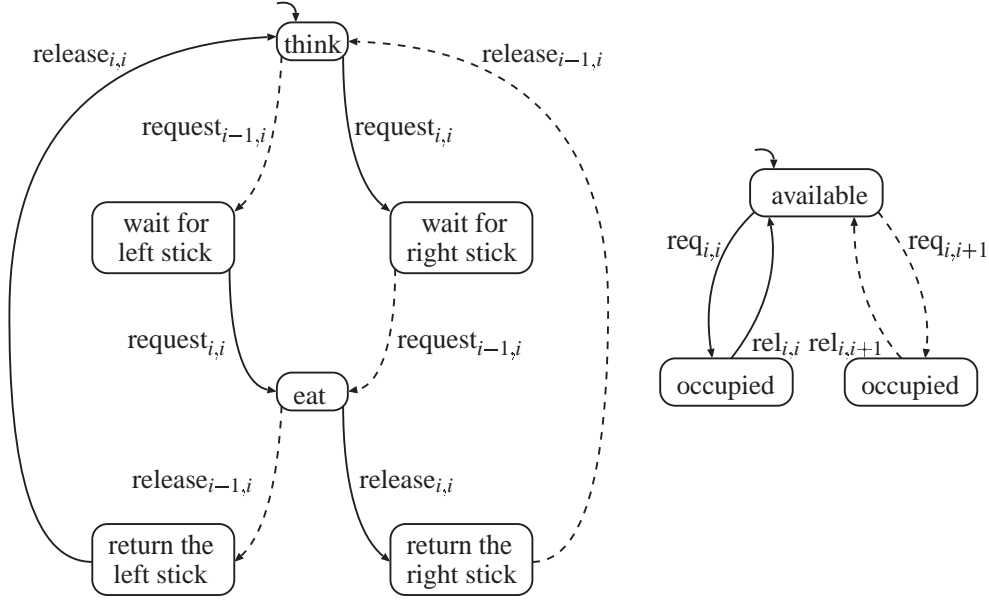 think
release_{i,i}
release_{i−1,i}
request_{i−1,i}
request_{i,i}
wait for
left stick
wait for
right stick
request_{i,i}
request_{i−1,i}
eat
release_{i−1,i}
release_{i,i}
return the
left stick
return the
right stick
available
req_{i,i}
req_{i,i+1}
rel_{i,i}
rel_{i,i+1}
occupied
occupied